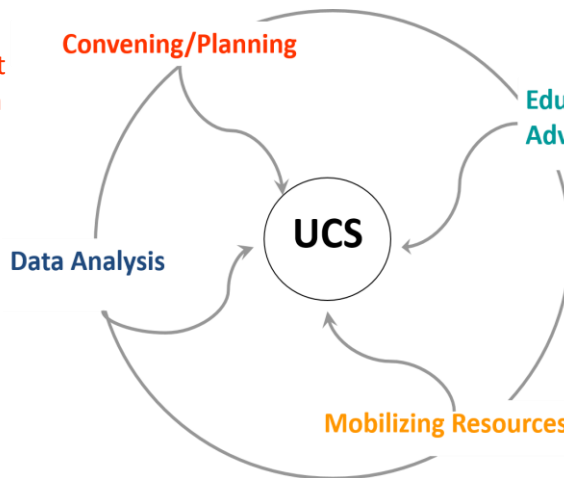 Convening/Planning
UCS
Data Analysis
Mobilizing Resources